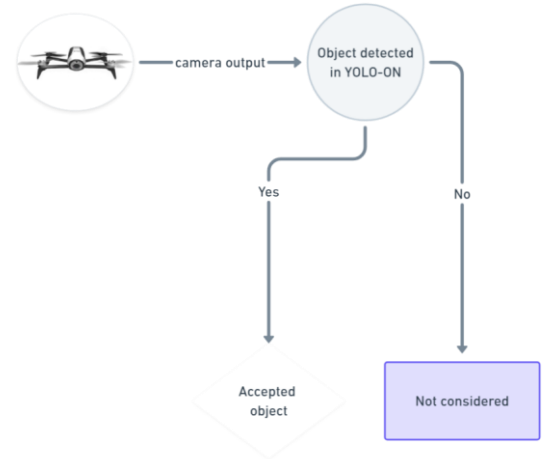 camera output
Object detected
in YOLO-ON
Yes
No
Accepted
object
Not considered